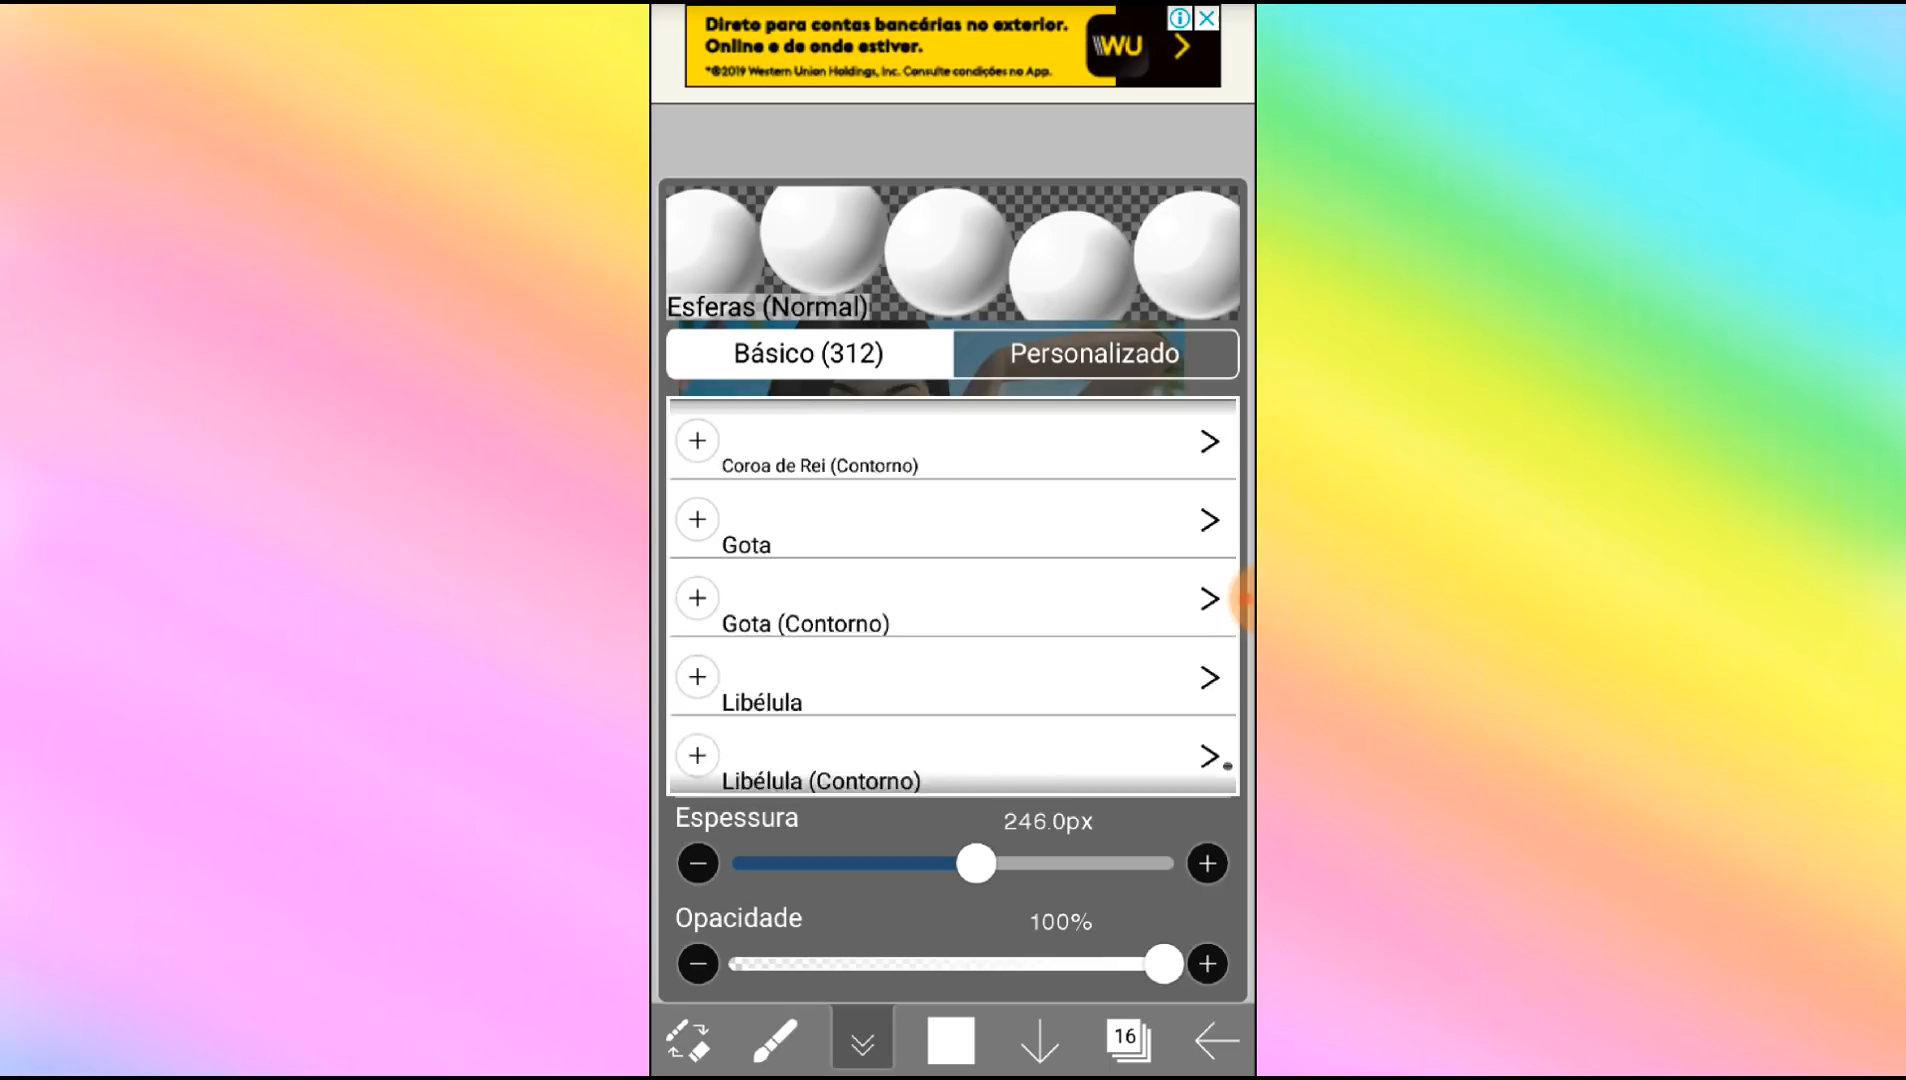 Direto para contas bancárias no exterior.
Online e de onde estiver.
*©2019 Western Union Holdings, Inc. Consulte condições no App.
WU
Esferas (Normal)
Básico (312)
Personalizado
Coroa de Rei (Contorno)
Gota
Gota (Contorno)
Libélula
Libélula (Contorno)
Espessura
246.0px
Opacidade
100%
16